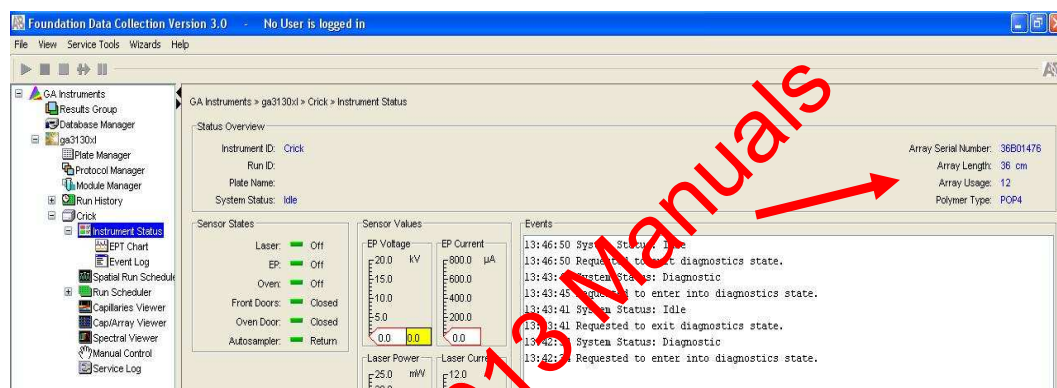 Foundation Data Collection Version 3.0 - No User is logged in
File View Service Tools Wizards Help
GA Instruments
Results Group
Database Manager
ga3130xl
Plate Manager
Protocol Manager
Module Manager
Run History
Crick
Instrument Status
EPT Chart
Event Log
Spatial Run Schedule
Run Scheduler
Capillaries Viewer
Cap/Array Viewer
Spectral Viewer
Manual Control
Service Log
GA Instruments > ga3130xl > Crick > Instrument Status
Status Overview
Instrument ID: Crick
Run ID:
Plate Name:
System Status: Idle
Array Serial Number: 36B01476
Array Length: 36 cm
Array Usage: 12
Polymer Type: POP4
Sensor States
Laser: Off
EP: Off
Oven: Off
Front Doors: Closed
Oven Door: Closed
Autosampler: Return
Sensor Values
EP Voltage
20.0 kV
15.0
10.0
5.0
0.0 0.0
EP Current
800.0 µA
600.0
400.0
200.0
0.0
Laser Power
25.0 mW
Laser Curre
12.0
Events
13:46:50 System Status: Idle
13:46:50 Requested to exit diagnostics state.
13:43: System Status: Diagnostic
13:43:45 Requested to enter into diagnostics state.
13:43:41 System Status: Idle
13:43:41 Requested to exit diagnostics state.
13:42: System Status: Diagnostic
13:42: Requested to enter into diagnostics state.
2013 Manuals